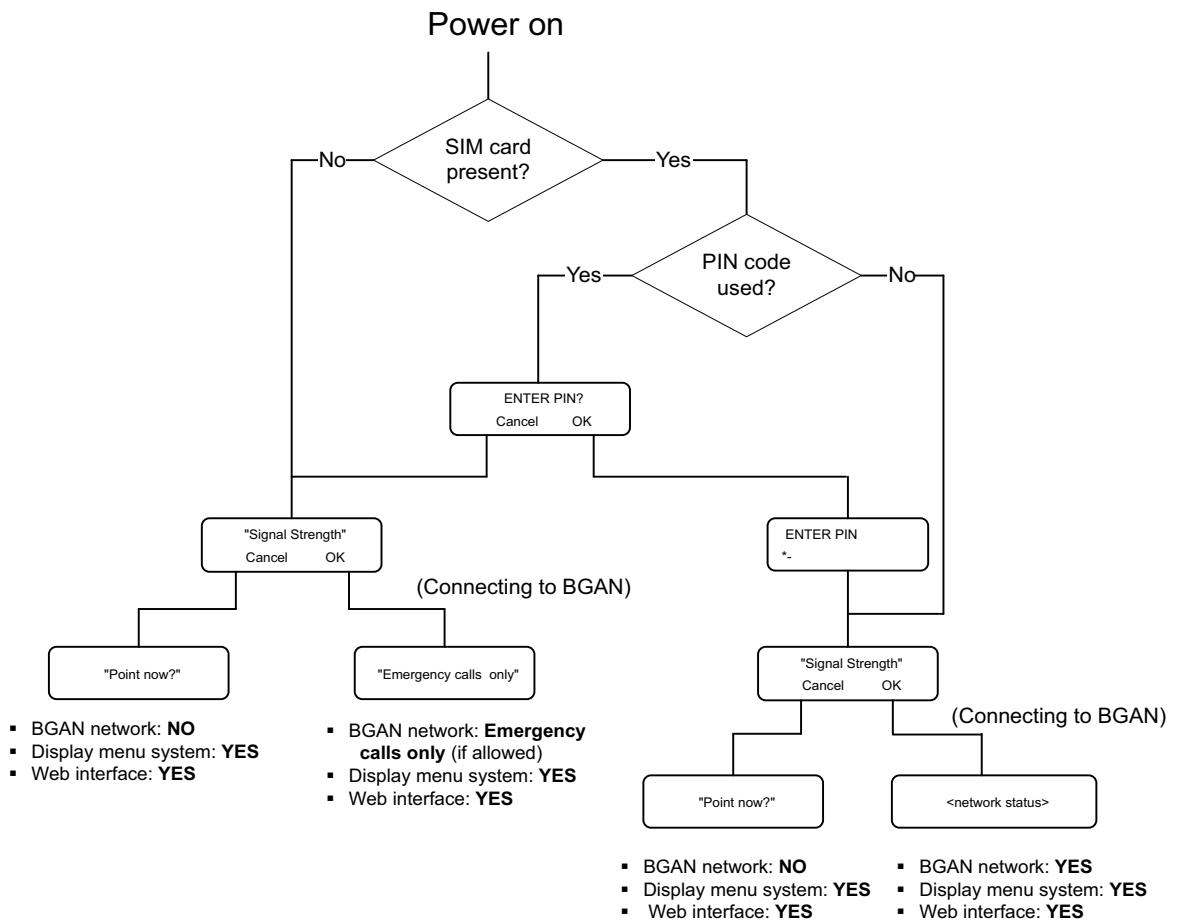 Power on
SIM card
present?
No
Yes
PIN code
used?
Yes
No
ENTER PIN?
Cancel OK
"Signal Strength"
Cancel OK
ENTER PIN
*-
(Connecting to BGAN)
"Point now?"
"Emergency calls only"
"Signal Strength"
Cancel OK
(Connecting to BGAN)
▪ BGAN network: NO
▪ Display menu system: YES
▪ Web interface: YES
▪ BGAN network: Emergency
calls only (if allowed)
▪ Display menu system: YES
▪ Web interface: YES
"Point now?"
<network status>
▪ BGAN network: NO
▪ Display menu system: YES
▪ Web interface: YES
▪ BGAN network: YES
▪ Display menu system: YES
▪ Web interface: YES